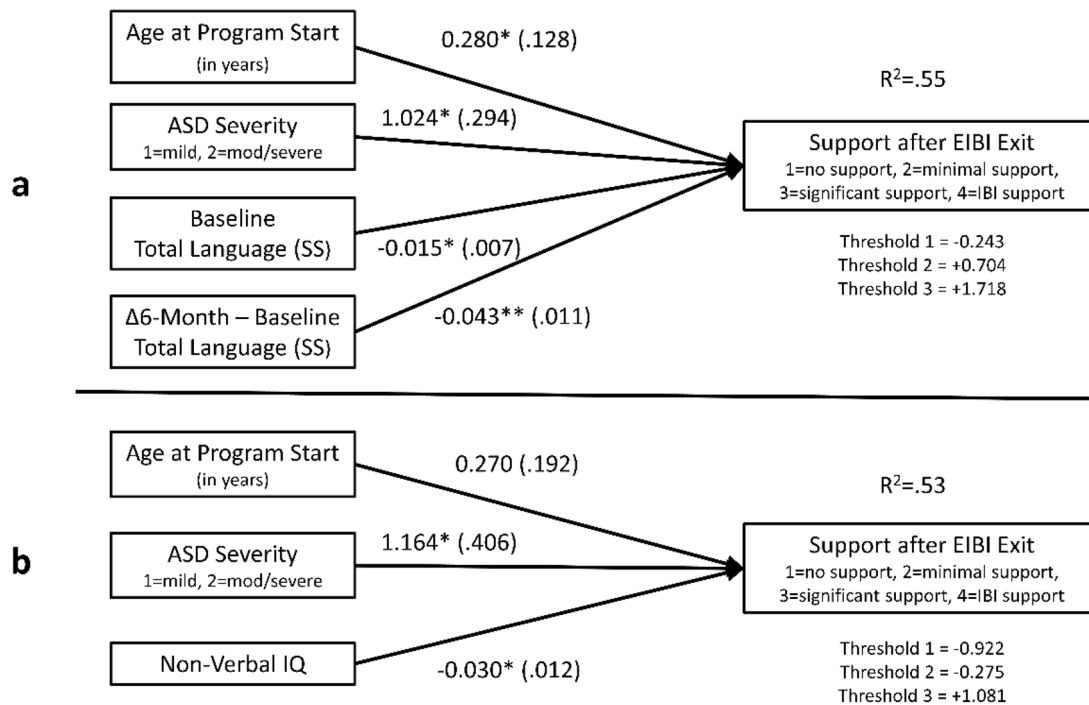 a
Age at Program Start
(in years)
0.280* (.128)
ASD Severity
1=mild, 2=mod/severe
1.024* (.294)
Baseline
Total Language (SS)
-0.015* (.007)
Δ6-Month – Baseline
Total Language (SS)
-0.043** (.011)
R²=.55
Support after EIBI Exit
1=no support, 2=minimal support,
3=significant support, 4=IBI support
Threshold 1 = -0.243
Threshold 2 = +0.704
Threshold 3 = +1.718
b
Age at Program Start
(in years)
0.270 (.192)
ASD Severity
1=mild, 2=mod/severe
1.164* (.406)
Non-Verbal IQ
-0.030* (.012)
R²=.53
Support after EIBI Exit
1=no support, 2=minimal support,
3=significant support, 4=IBI support
Threshold 1 = -0.922
Threshold 2 = -0.275
Threshold 3 = +1.081